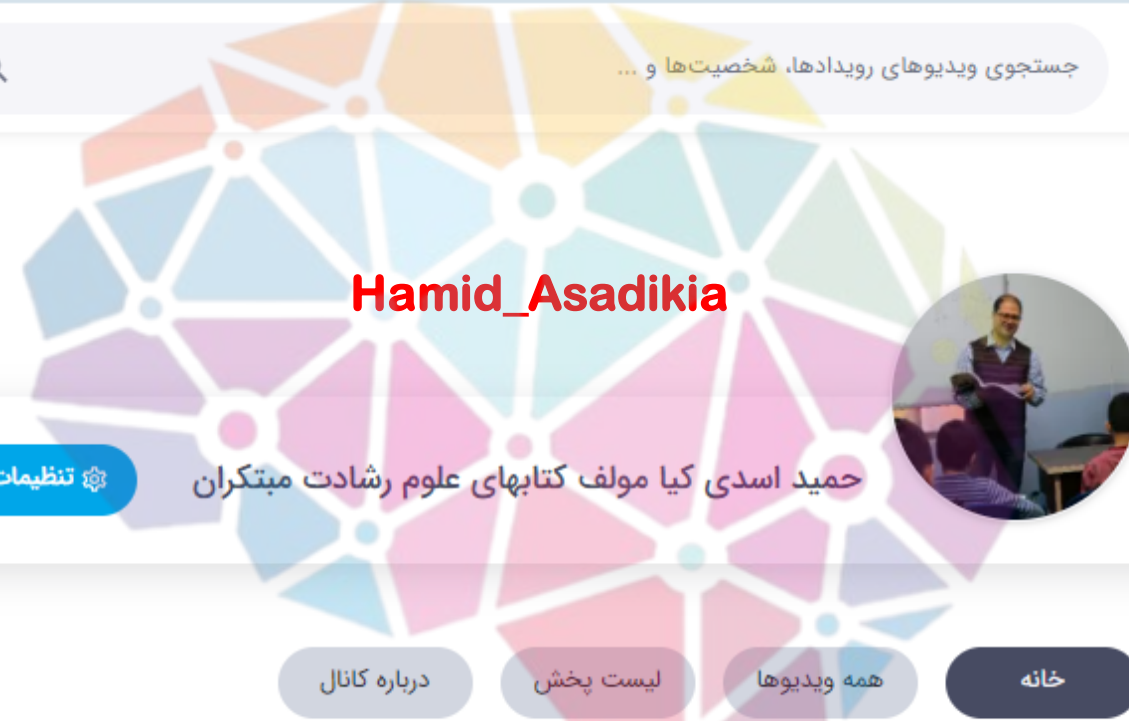 جستجوی ویدیوهای رویدادها، شخصیت‌ها و ...
Hamid_Asadikia
حمید اسدی کیا مولف کتابهای علوم رشادت مبتکران
تنظیمات
خانه
همه ویدیوها
لیست پخش
درباره کانال